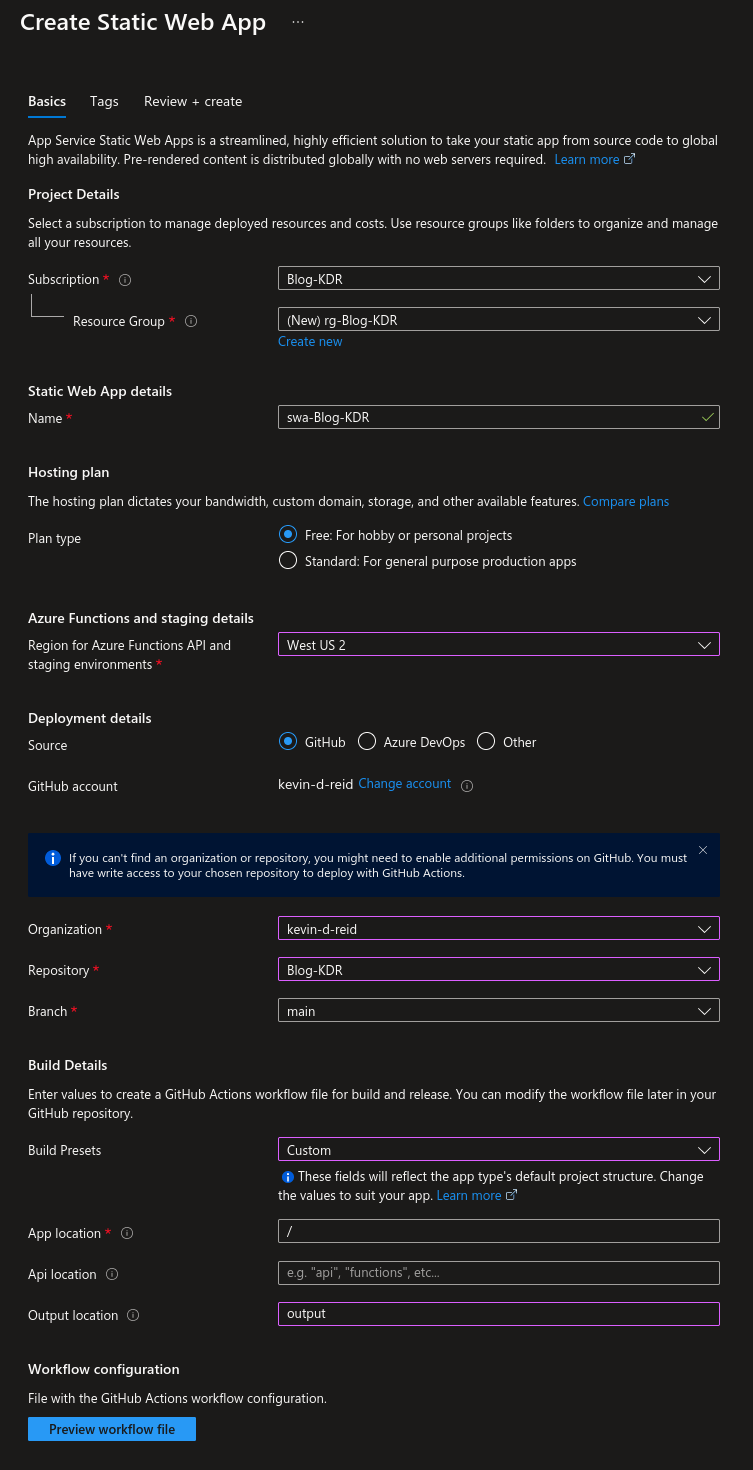 Create Static Web App ...
Basics Tags Review + create
App Service Static Web Apps is a streamlined, highly efficient solution to take your static app from source code to global
high availability. Pre-rendered content is distributed globally with no web servers required. Learn more
Project Details
Select a subscription to manage deployed resources and costs. Use resource groups like folders to organize and manage
all your resources.
Subscription * Blog-KDR
Resource Group * (New) rg-Blog-KDR
Create new
Static Web App details
Name * swa-Blog-KDR
Hosting plan
The hosting plan dictates your bandwidth, custom domain, storage, and other available features. Compare plans
Plan type Free: For hobby or personal projects
Standard: For general purpose production apps
Azure Functions and staging details
Region for Azure Functions API and
staging environments * West US 2
Deployment details
Source GitHub Azure DevOps Other
GitHub account kevin-d-reid Change account
If you can't find an organization or repository, you might need to enable additional permissions on GitHub. You must
have write access to your chosen repository to deploy with GitHub Actions.
Organization * kevin-d-reid
Repository * Blog-KDR
Branch * main
Build Details
Enter values to create a GitHub Actions workflow file for build and release. You can modify the workflow file later in your
GitHub repository.
Build Presets Custom
These fields will reflect the app type's default project structure. Change
the values to suit your app. Learn more
App location * /
Api location e.g. "api", "functions", etc...
Output location output
Workflow configuration
File with the GitHub Actions workflow configuration.
Preview workflow file